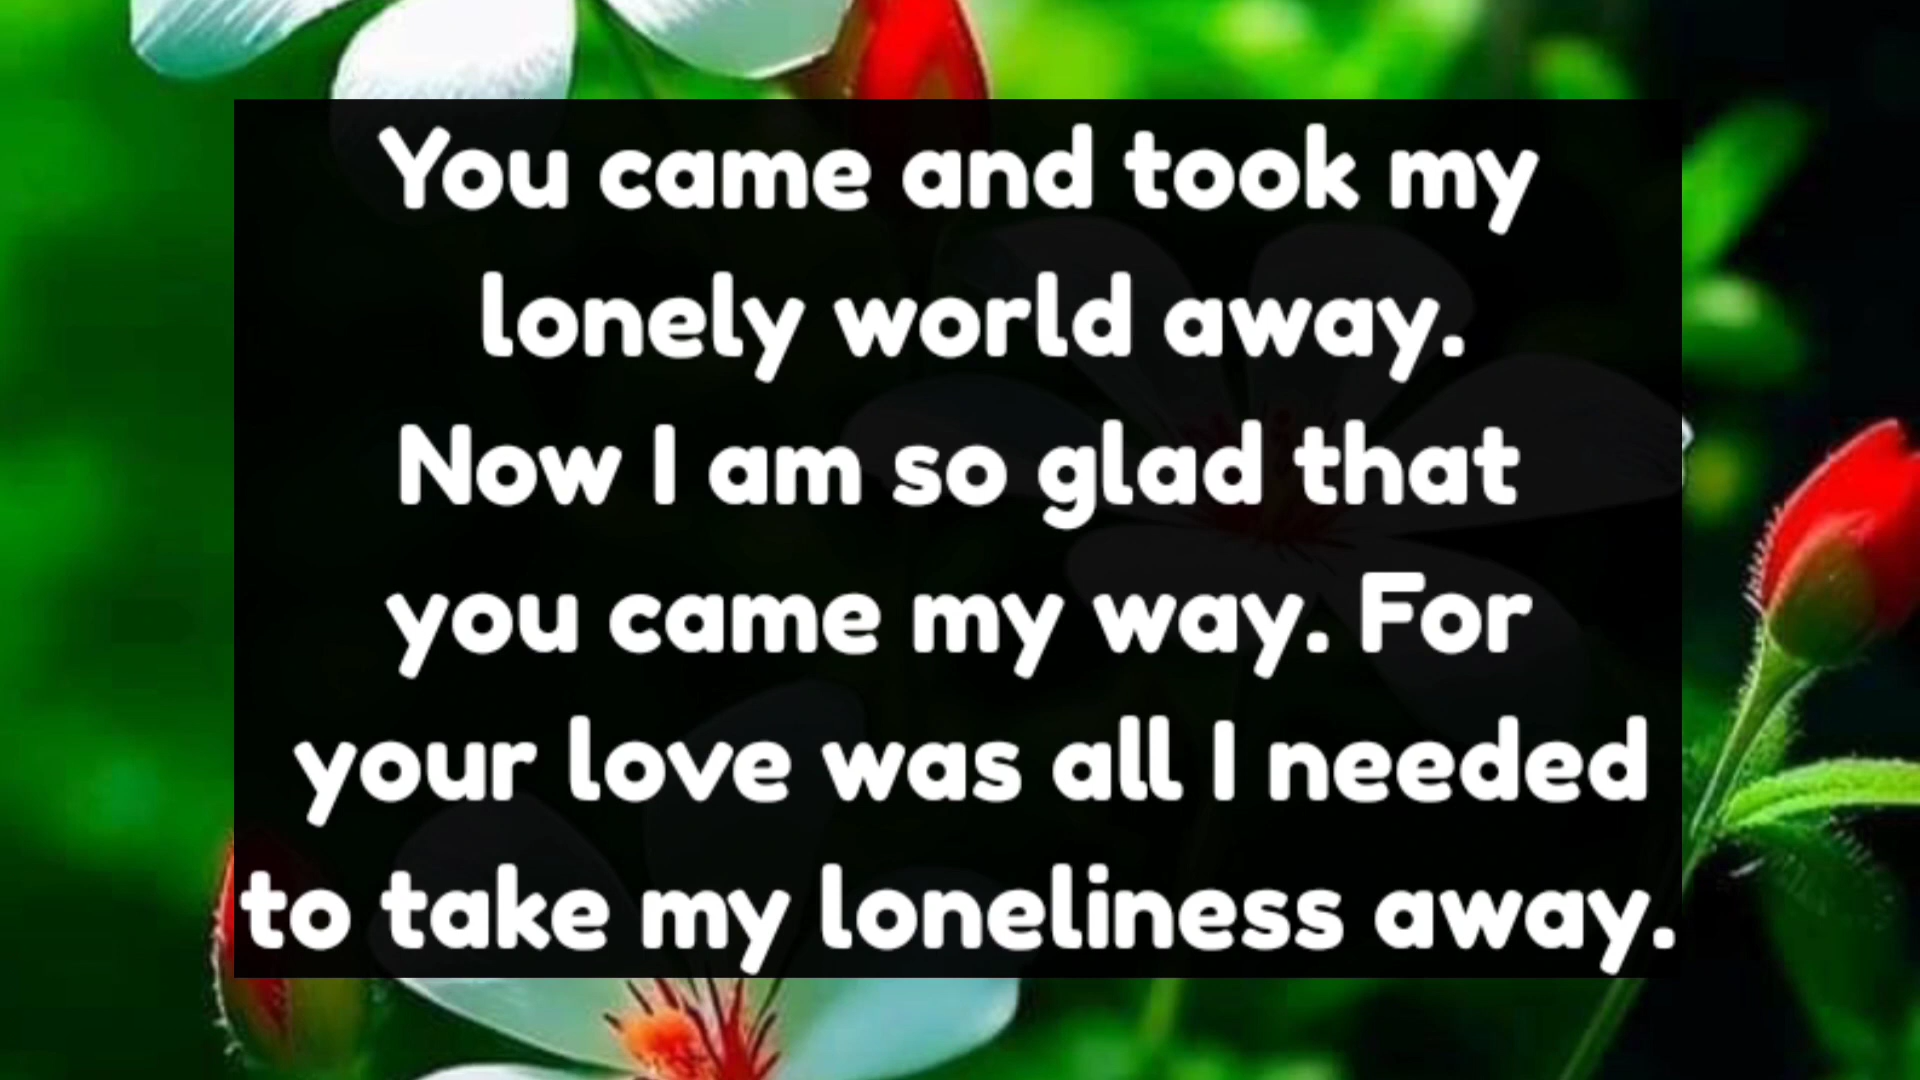 You came and took my
lonely world away.
Now I am so glad that
you came my way. For
your love was all I needed
to take my loneliness away.